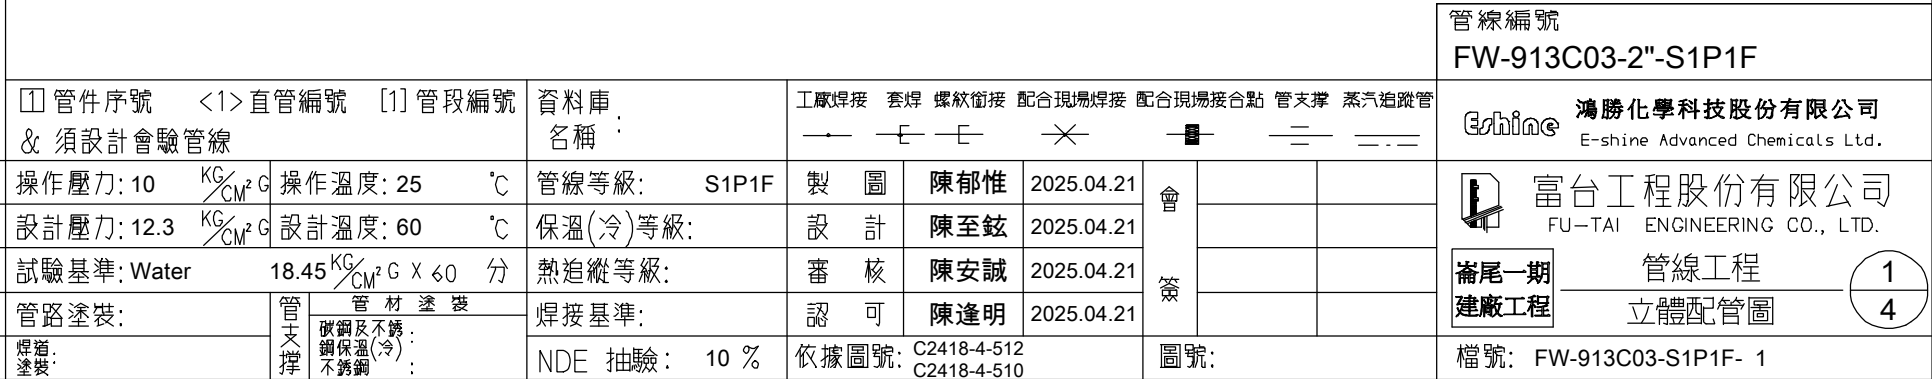 管線編號
FW-913C03-2"-S1P1F
1 管件序號 <1>直管編號 [1] 管段編號
& 須設計會驗管線
資料庫
名稱 :
工廠焊接 套焊 螺紋銜接 配合現場焊接 配合現場接合點 管支撐 蒸汽追蹤管
Eshine 鴻勝化學科技股份有限公司
E-shine Advanced Chemicals Ltd.
操作壓力: 10 KG/CM² G 操作溫度: 25 °C 管線等級: S1P1F 製圖 陳郁惟 2025.04.21
設計壓力: 12.3 KG/CM² G 設計溫度: 60 °C 保溫(冷)等級: 設計 陳至鉉 2025.04.21
試驗基準: Water 18.45 KG/CM² G X 60 分 熱追縱等級: 審核 陳安誠 2025.04.21
管路塗裝: 管支撐 管材塗裝 焊接基準: 認可 陳逢明 2025.04.21
會簽
富台工程股份有限公司
FU-TAI ENGINEERING CO., LTD.
崙尾一期
建廠工程
管線工程
立體配管圖
1
4
碳鋼及不銹 :
鋼保溫(冷) :
不銹鋼 :
焊道:
塗裝:
NDE 抽驗: 10 %
依據圖號: C2418-4-512
C2418-4-510
圖號:
檔號: FW-913C03-S1P1F- 1